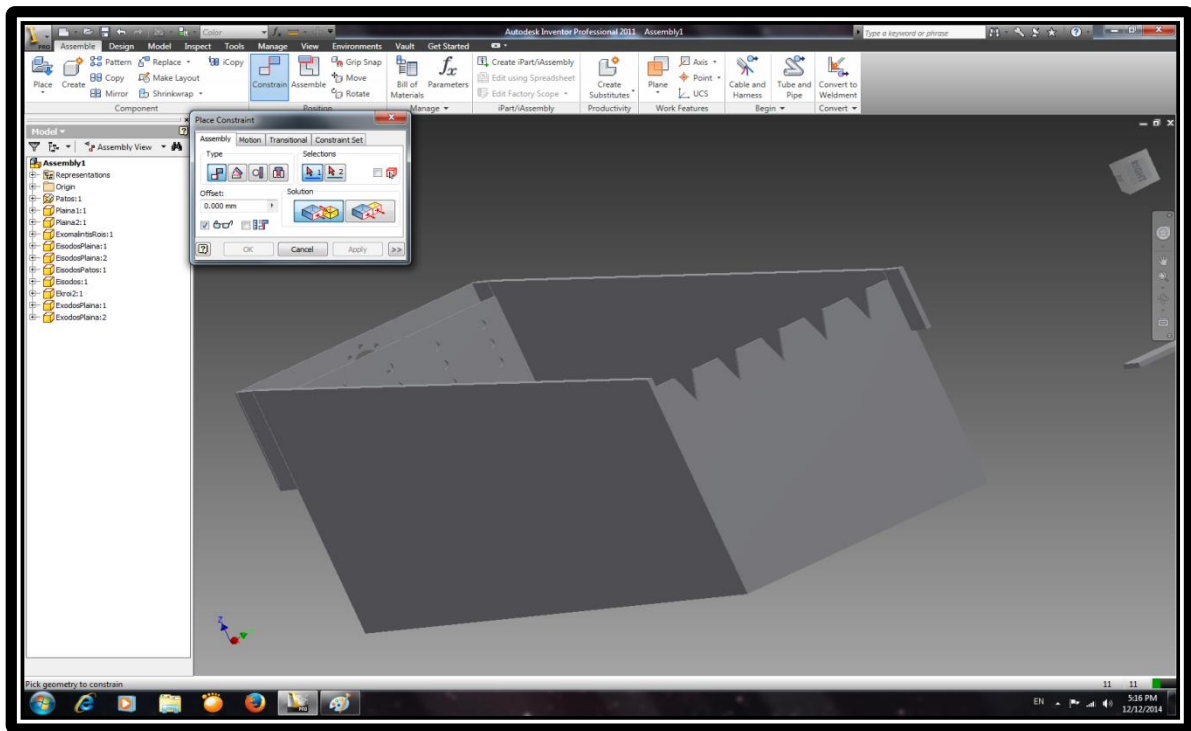 Color
Autodesk Inventor Professional 2011 Assembly1
Type a keyword or phrase
PRO Assemble Design Model Inspect Tools Manage View Environments Vault Get Started
Place
Create
Pattern
Copy
Mirror
Replace
Make Layout
Shrinkwrap
iCopy
Component
Constrain
Assemble
Grip Snap
Move
Rotate
Position
Bill of Materials
Parameters
Manage
Create iPart/iAssembly
Edit using Spreadsheet
Edit Factory Scope
iPart/iAssembly
Create Substitutes
Productivity
Plane
Axis
Point
UCS
Work Features
Cable and Harness
Tube and Pipe
Begin
Convert to Weldment
Convert
Model
Assembly View
Assembly1
Representations
Origin
Patos:1
Plaina1:1
Plaina2:1
ExomalintisRois:1
EisodosPlaina:1
EisodosPlaina:2
EisodosPatos:1
Eisodos:1
Ekroi2:1
ExodosPlaina:1
ExodosPlaina:2
Place Constraint
Assembly Motion Transitional Constraint Set
Type
Selections
1 2
Offset:
0.000 mm
Solution
OK Cancel Apply >>
RIGHT
Z
Pick geometry to constrain
11 11
EN
5:16 PM
12/12/2014